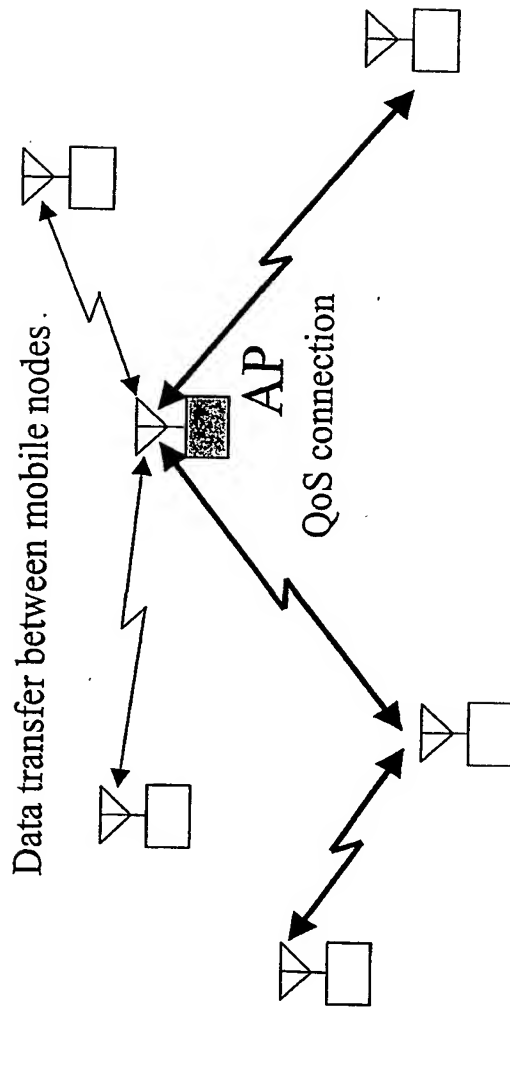 Data transfer between mobile nodes.
AP
QoS connection